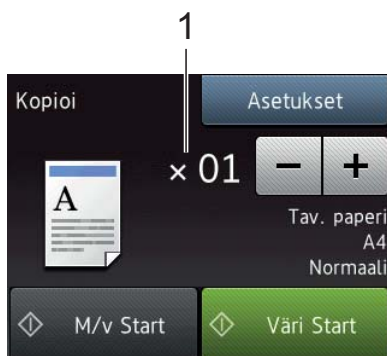 1
Kopioi
Asetukset
A
× 01
− +
Tav. paperi
A4
Normaali
M/v Start
Väri Start